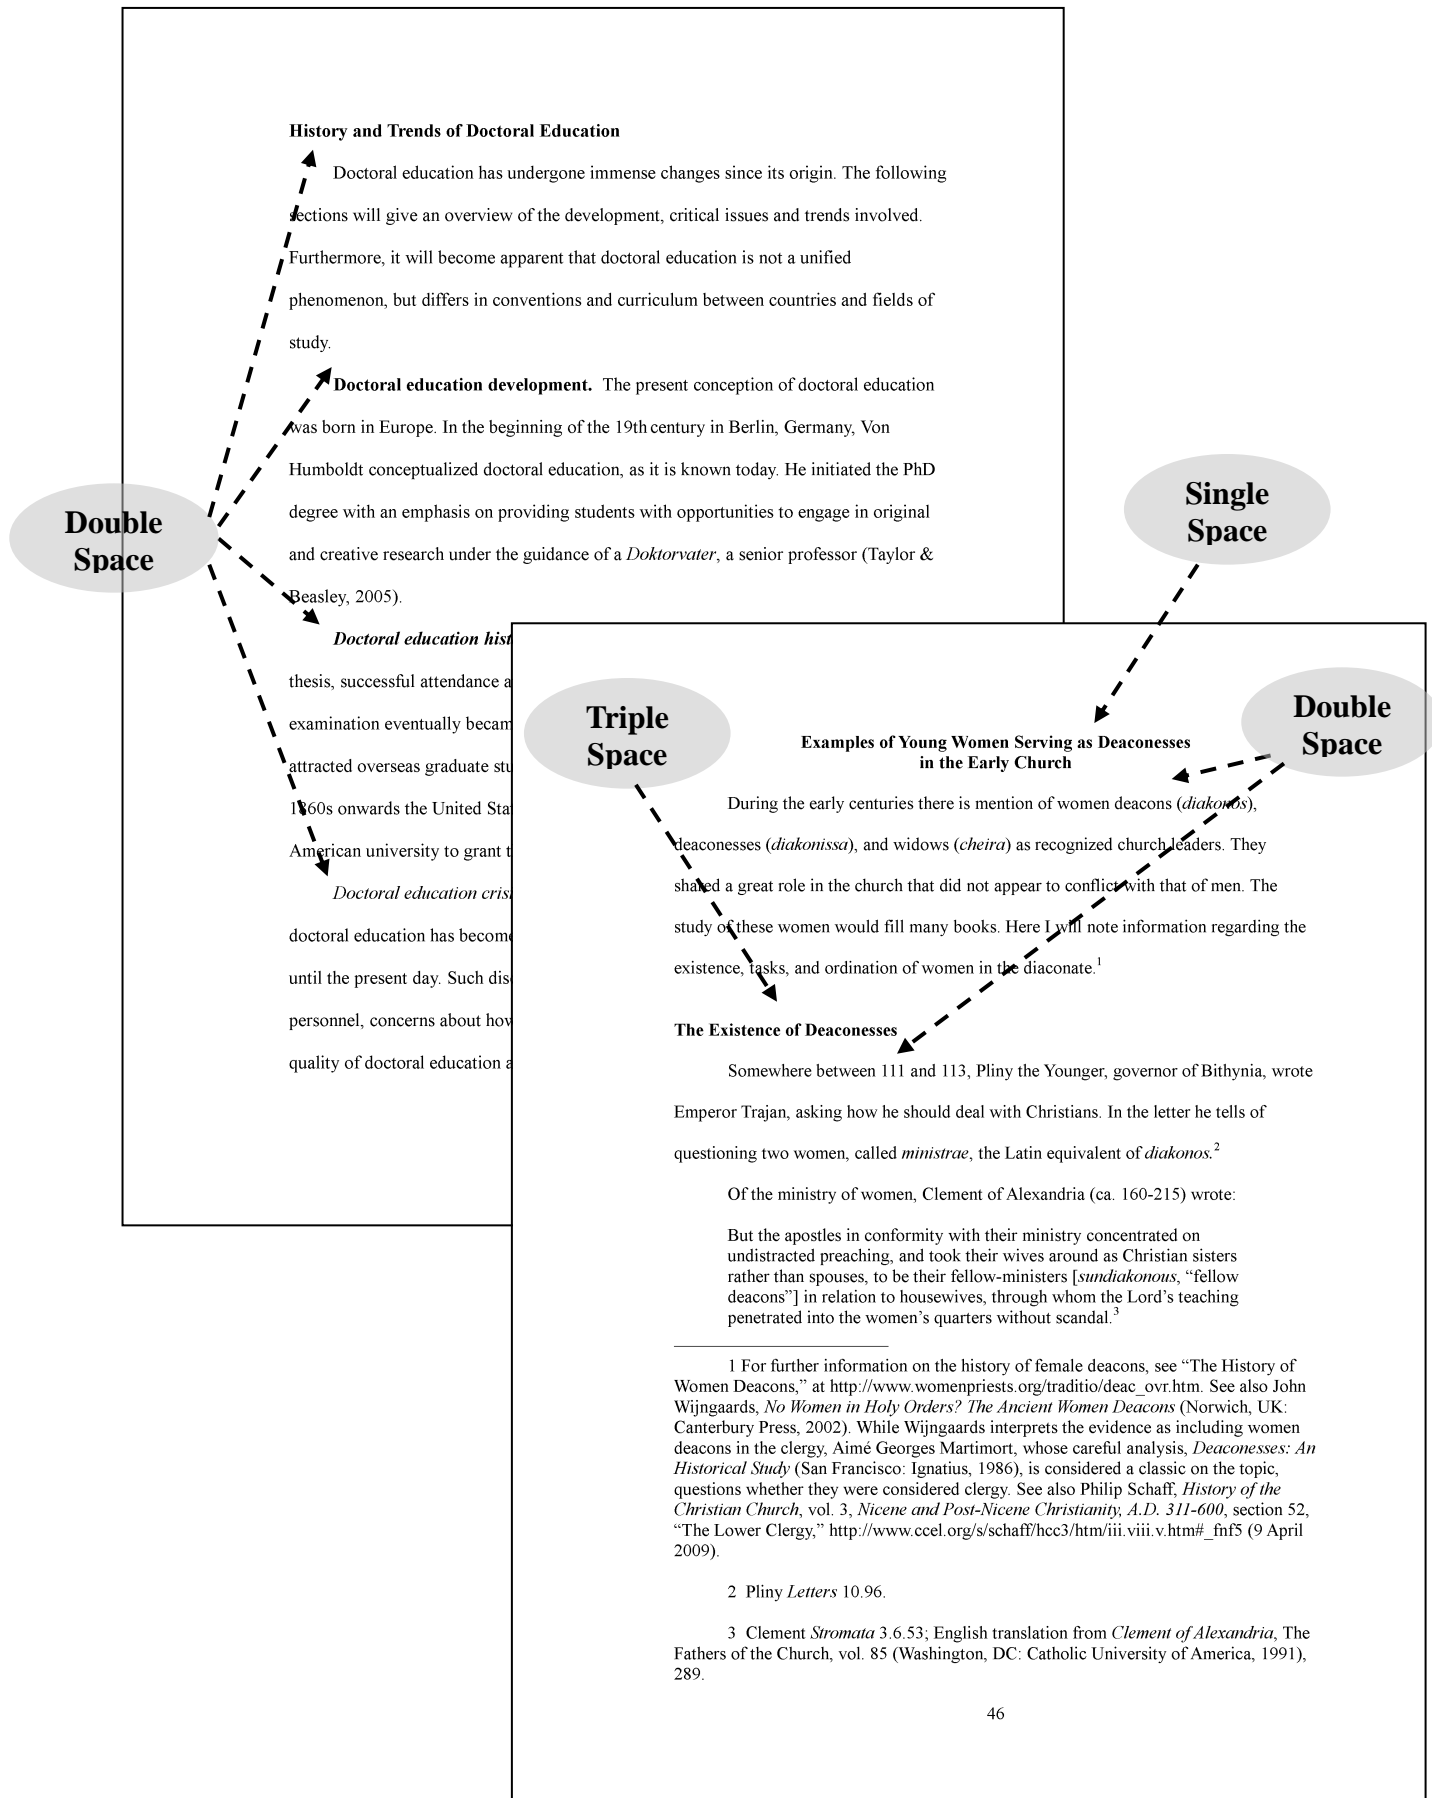 History and Trends of Doctoral Education
Doctoral education has undergone immense changes since its origin. The following
sections will give an overview of the development, critical issues and trends involved.
Furthermore, it will become apparent that doctoral education is not a unified
phenomenon, but differs in conventions and curriculum between countries and fields of
study.
Doctoral education development. The present conception of doctoral education
was born in Europe. In the beginning of the 19th century in Berlin, Germany, Von
Humboldt conceptualized doctoral education, as it is known today. He initiated the PhD
degree with an emphasis on providing students with opportunities to engage in original
and creative research under the guidance of a Doktorvater, a senior professor (Taylor &
Beasley, 2005).
Doctoral education hist
thesis, successful attendance a
examination eventually becam
attracted overseas graduate stu
1860s onwards the United Sta
American university to grant t
Doctoral education cris
doctoral education has become
until the present day. Such dis
personnel, concerns about how
quality of doctoral education a
Double
Space
Single
Space
Triple
Space
Double
Space
Examples of Young Women Serving as Deaconesses
in the Early Church
During the early centuries there is mention of women deacons (diakonos),
deaconesses (diakonissa), and widows (cheira) as recognized church leaders. They
shared a great role in the church that did not appear to conflict with that of men. The
study of these women would fill many books. Here I will note information regarding the
existence, tasks, and ordination of women in the diaconate.1
The Existence of Deaconesses
Somewhere between 111 and 113, Pliny the Younger, governor of Bithynia, wrote
Emperor Trajan, asking how he should deal with Christians. In the letter he tells of
questioning two women, called ministrae, the Latin equivalent of diakonos.2
Of the ministry of women, Clement of Alexandria (ca. 160-215) wrote:
But the apostles in conformity with their ministry concentrated on
undistracted preaching, and took their wives around as Christian sisters
rather than spouses, to be their fellow-ministers [sundiakonous, “fellow
deacons”] in relation to housewives, through whom the Lord’s teaching
penetrated into the women’s quarters without scandal.3
1 For further information on the history of female deacons, see “The History of
Women Deacons,” at http://www.womenpriests.org/traditio/deac_ovr.htm. See also John
Wijngaards, No Women in Holy Orders? The Ancient Women Deacons (Norwich, UK:
Canterbury Press, 2002). While Wijngaards interprets the evidence as including women
deacons in the clergy, Aimé Georges Martimort, whose careful analysis, Deaconesses: An
Historical Study (San Francisco: Ignatius, 1986), is considered a classic on the topic,
questions whether they were considered clergy. See also Philip Schaff, History of the
Christian Church, vol. 3, Nicene and Post-Nicene Christianity, A.D. 311-600, section 52,
“The Lower Clergy,” http://www.ccel.org/s/schaff/hcc3/htm/iii.viii.v.htm#_fnf5 (9 April
2009).
2 Pliny Letters 10.96.
3 Clement Stromata 3.6.53; English translation from Clement of Alexandria, The
Fathers of the Church, vol. 85 (Washington, DC: Catholic University of America, 1991),
289.
46